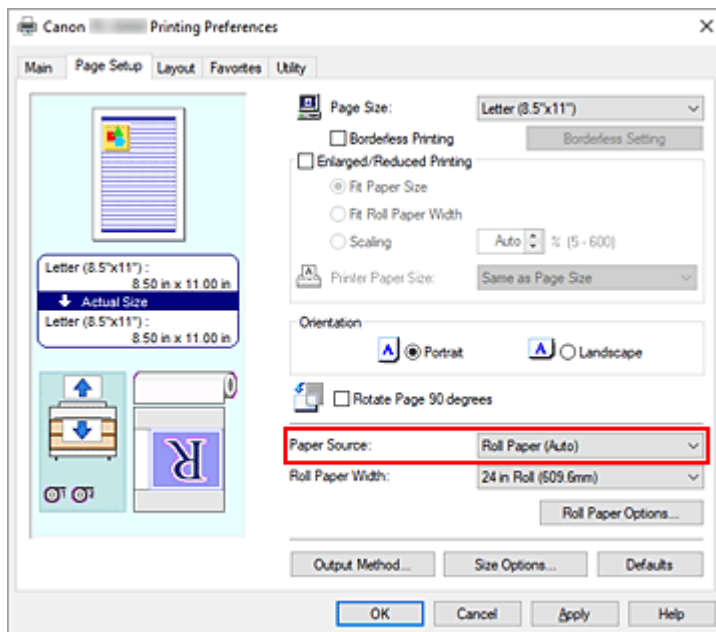 Canon Printing Preferences
Main Page Setup Layout Favorites Utility
Page Size: Letter (8.5"x11")
Borderless Printing Borderless Setting
Enlarged/Reduced Printing
Fit Paper Size
Fit Roll Paper Width
Scaling Auto % (5 - 600)
Printer Paper Size: Same as Page Size
Letter (8.5"x11") :
8.50 in x 11.00 in
Actual Size
Letter (8.5"x11") :
8.50 in x 11.00 in
Orientation
A Portrait A Landscape
Rotate Page 90 degrees
Paper Source: Roll Paper (Auto)
Roll Paper Width: 24 in Roll (609.6mm)
R
Roll Paper Options...
Output Method... Size Options... Defaults
OK Cancel Apply Help